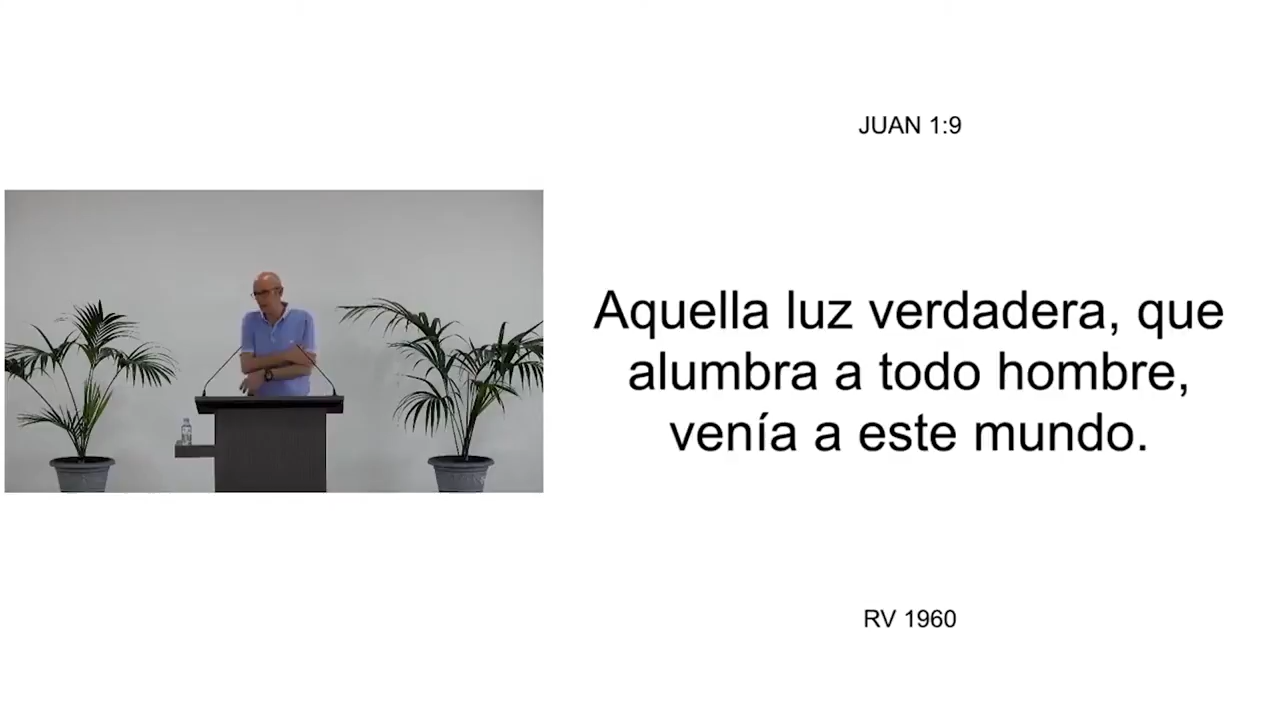 JUAN 1:9
Aquella luz verdadera, que
alumbra a todo hombre,
venía a este mundo.
RV 1960